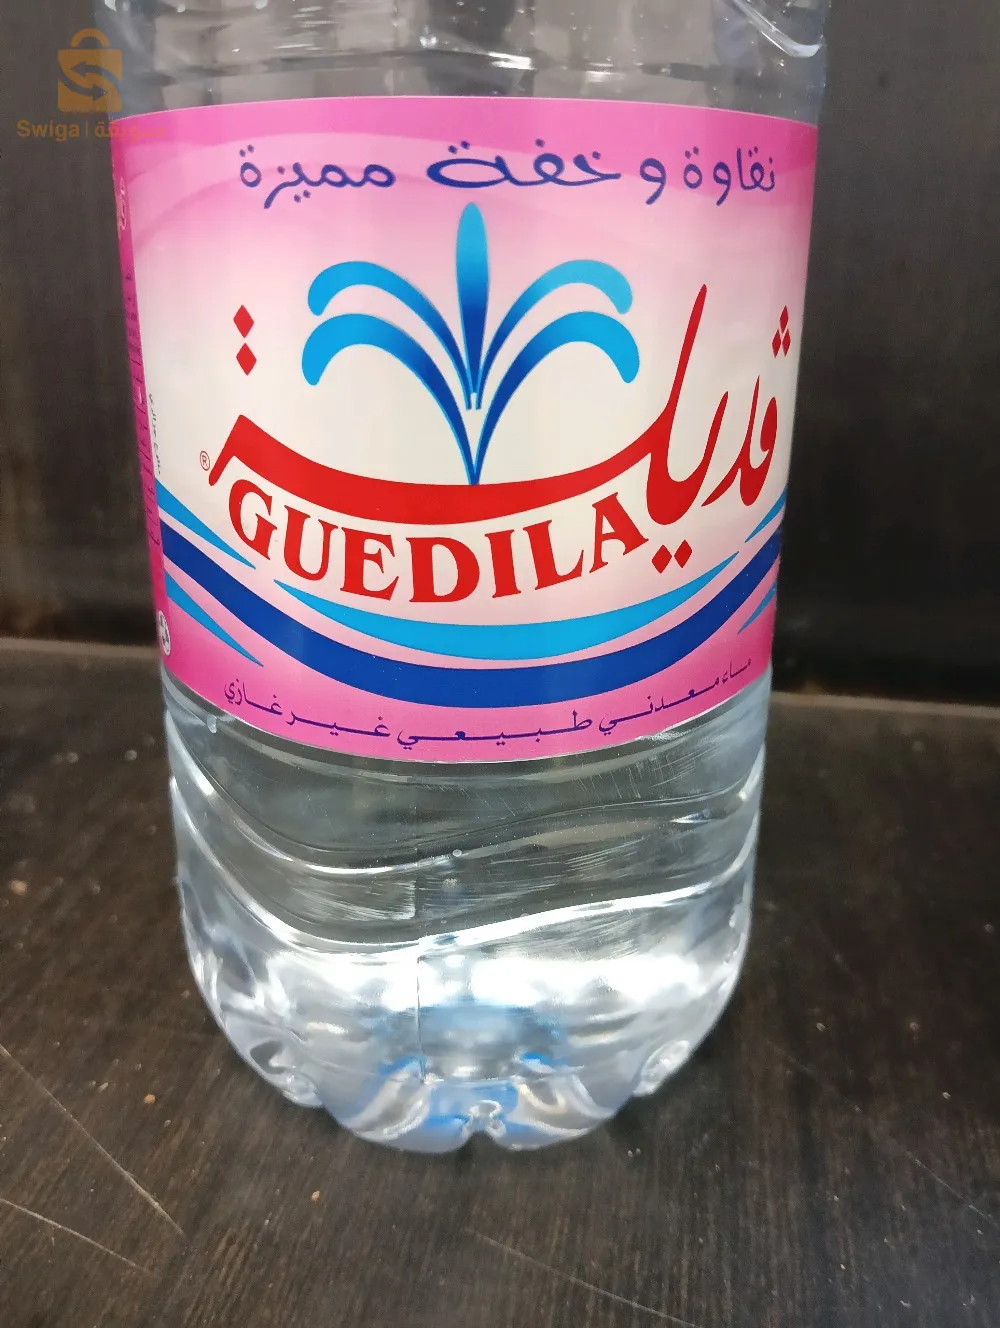 Swiga | سويقة
نقاوة و خفة مميزة
قديلة
®
GUEDILA
ماء معدني طبيعي غير غازي